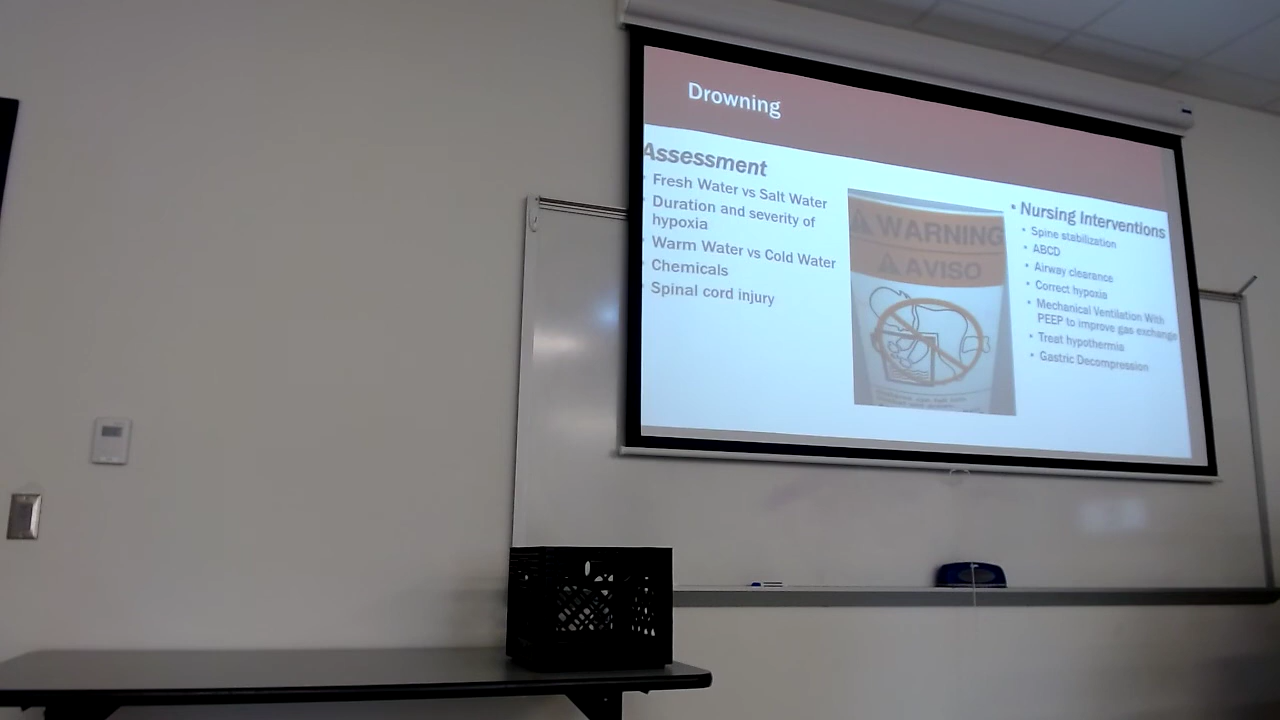 Drowning
Assessment
Fresh Water vs Salt Water
Duration and severity of
hypoxia
Warm Water vs Cold Water
Chemicals
Spinal cord injury
WARNING
AVISO
• Nursing Interventions
• Spine stabilization
• ABCD
• Airway clearance
• Correct hypoxia
• Mechanical Ventilation With
PEEP to improve gas exchange
• Treat hypothermia
• Gastric Decompression